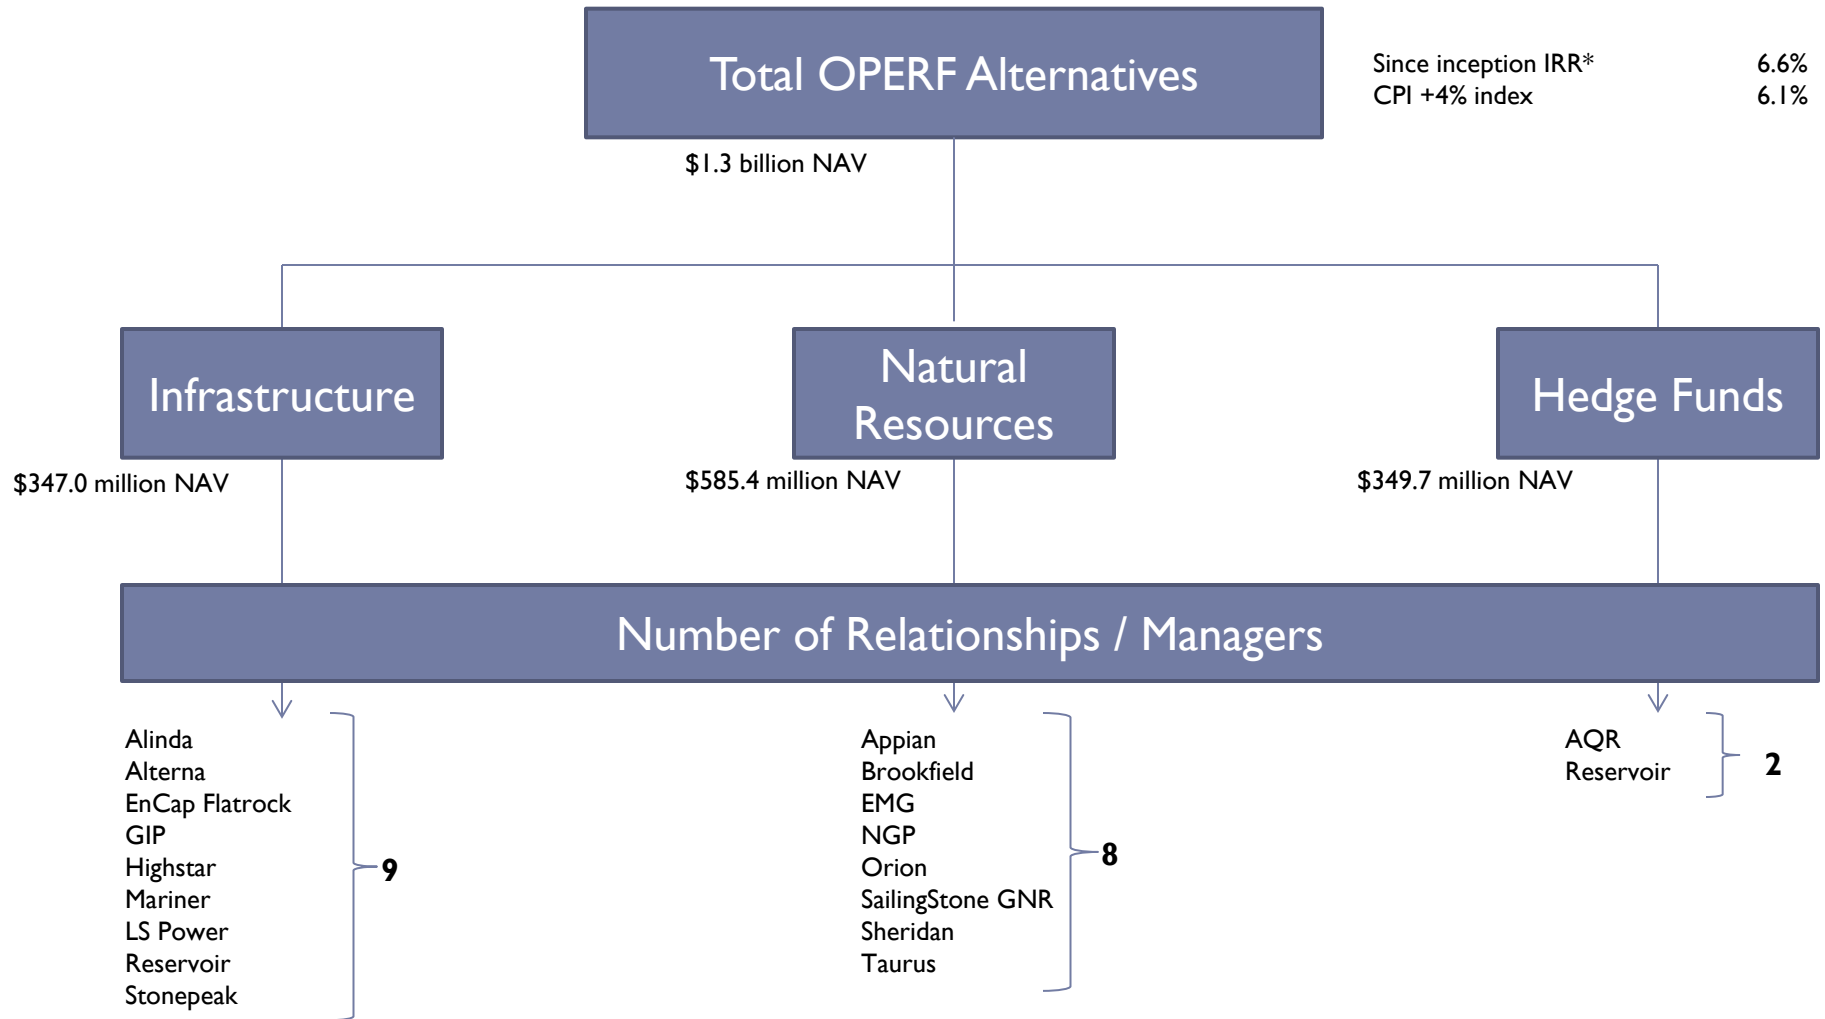 Total OPERF Alternatives
Since inception IRR* 6.6%
CPI +4% index 6.1%
$1.3 billion NAV
Infrastructure
Natural
Resources
Hedge Funds
$347.0 million NAV
$585.4 million NAV
$349.7 million NAV
Number of Relationships / Managers
Alinda
Alterna
EnCap Flatrock
GIP
Highstar
Mariner
LS Power
Reservoir
Stonepeak
9
Appian
Brookfield
EMG
NGP
Orion
SailingStone GNR
Sheridan
Taurus
8
AQR
Reservoir
2